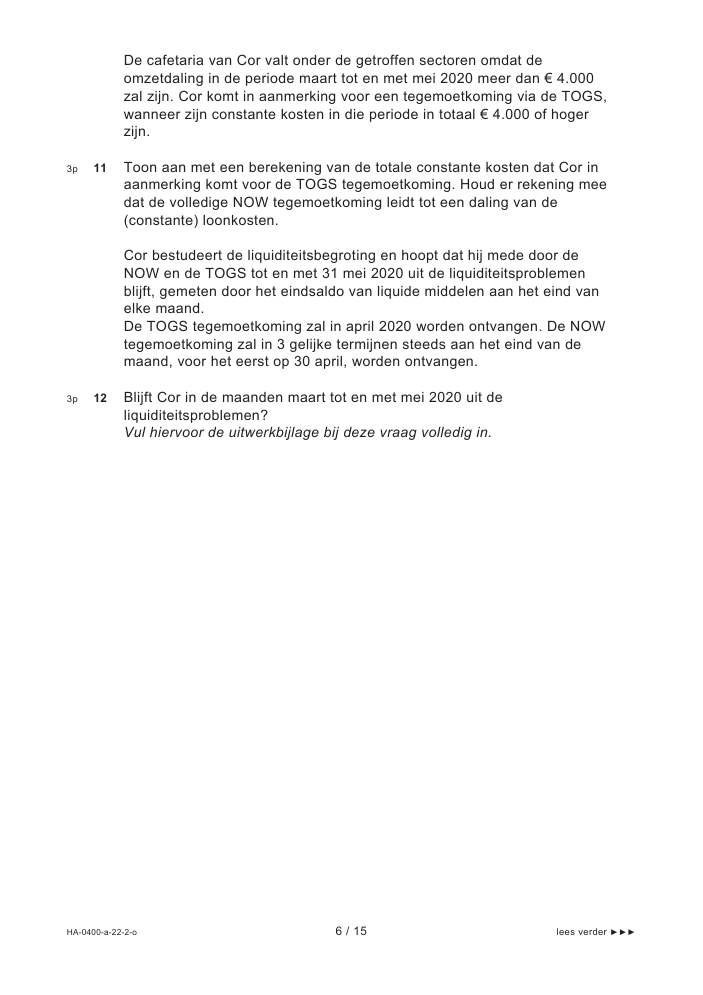 De cafetaria van Cor valt onder de getroffen sectoren omdat de
omzetdaling in de periode maart tot en met mei 2020 meer dan € 4.000
zal zijn. Cor komt in aanmerking voor een tegemoetkoming via de TOGS,
wanneer zijn constante kosten in die periode in totaal € 4.000 of hoger
zijn.
3p 11 Toon aan met een berekening van de totale constante kosten dat Cor in
aanmerking komt voor de TOGS tegemoetkoming. Houd er rekening mee
dat de volledige NOW tegemoetkoming leidt tot een daling van de
(constante) loonkosten.
Cor bestudeert de liquiditeitsbegroting en hoopt dat hij mede door de
NOW en de TOGS tot en met 31 mei 2020 uit de liquiditeitsproblemen
blijft, gemeten door het eindsaldo van liquide middelen aan het eind van
elke maand.
De TOGS tegemoetkoming zal in april 2020 worden ontvangen. De NOW
tegemoetkoming zal in 3 gelijke termijnen steeds aan het eind van de
maand, voor het eerst op 30 april, worden ontvangen.
3p 12 Blijft Cor in de maanden maart tot en met mei 2020 uit de
liquiditeitsproblemen?
Vul hiervoor de uitwerkbijlage bij deze vraag volledig in.
HA-0400-a-22-2-o 6 / 15 lees verder ►►►